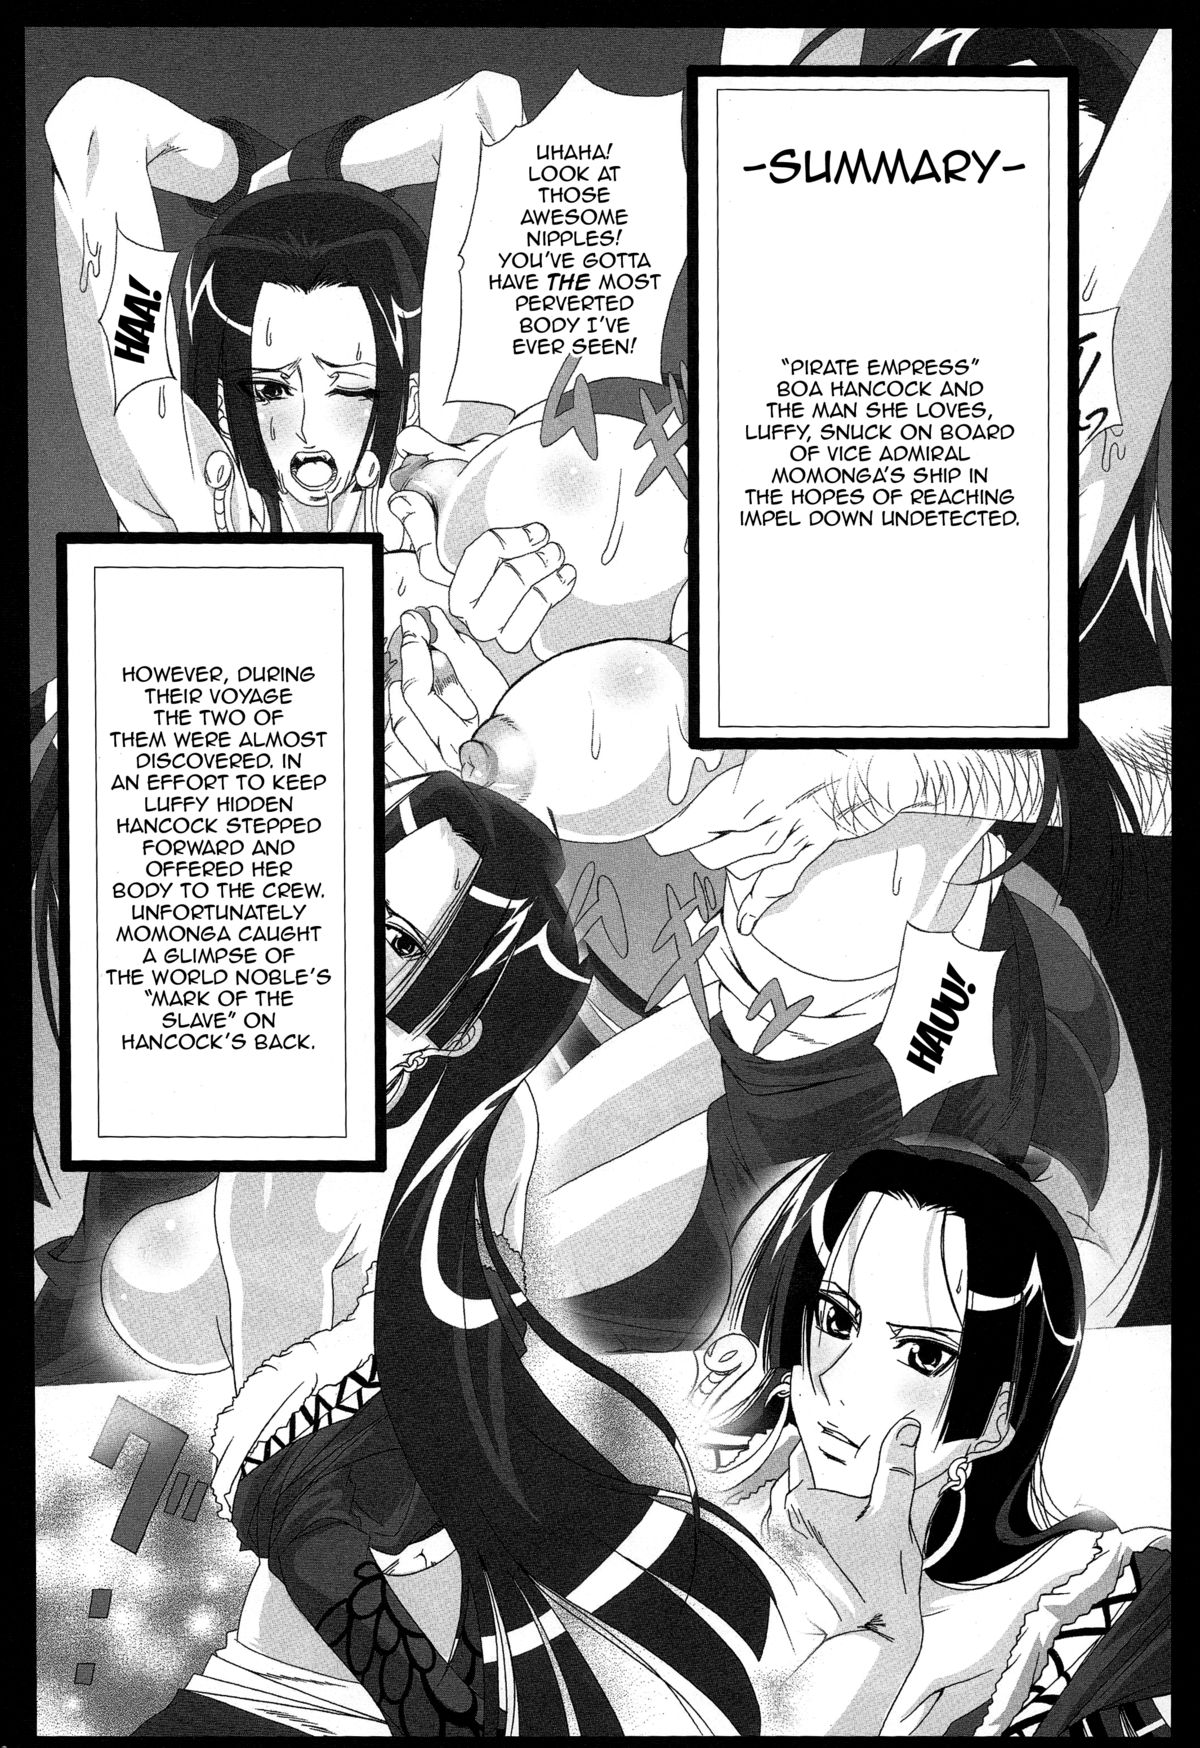 -SUMMARY-
"PIRATE EMPRESS"
BOA HANCOCK AND
THE MAN SHE LOVES,
LUFFY, SNUCK ON BOARD
OF VICE ADMIRAL
MOMONGA'S SHIP IN
THE HOPES OF REACHING
IMPEL DOWN UNDETECTED.
UHAHA!
LOOK AT
THOSE
AWESOME
NIPPLES!
YOU'VE GOTTA
HAVE THE MOST
PERVERTED
BODY I'VE
EVER SEEN!
HAA!
HOWEVER, DURING
THEIR VOYAGE
THE TWO OF
THEM WERE ALMOST
DISCOVERED. IN
AN EFFORT TO KEEP
LUFFY HIDDEN
HANCOCK STEPPED
FORWARD AND
OFFERED HER
BODY TO THE CREW.
UNFORTUNATELY
MOMONGA CAUGHT
A GLIMPSE OF
THE WORLD NOBLE'S
"MARK OF THE
SLAVE" ON
HANCOCK'S BACK.
HAUU!